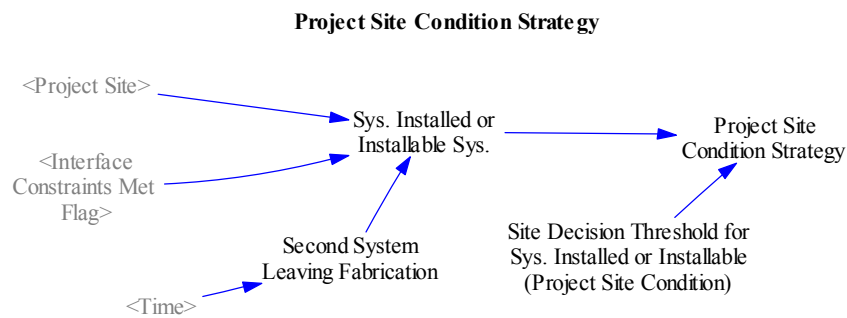 Project Site Condition Strategy
<Project Site>
Sys. Installed or
Installable Sys.
Project Site
Condition Strategy
<Interface
Constraints Met
Flag>
Second System
Leaving Fabrication
Site Decision Threshold for
Sys. Installed or Installable
(Project Site Condition)
<Time>